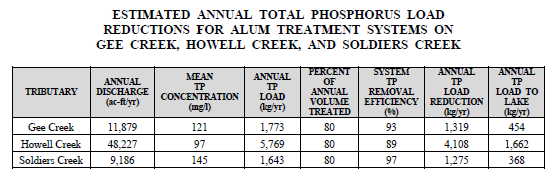 ESTIMATED ANNUAL TOTAL PHOSPHORUS LOAD
REDUCTIONS FOR ALUM TREATMENT SYSTEMS ON
GEE CREEK, HOWELL CREEK, AND SOLDIERS CREEK
TRIBUTARY | ANNUAL DISCHARGE (ac-ft/yr) | MEAN TP CONCENTRATION (mg/l) | ANNUAL TP LOAD (kg/yr) | PERCENT OF ANNUAL VOLUME TREATED | SYSTEM TP REMOVAL EFFICIENCY (%) | ANNUAL TP LOAD REDUCTION (kg/yr) | ANNUAL TP LOAD TO LAKE (kg/yr)
Gee Creek | 11,879 | 121 | 1,773 | 80 | 93 | 1,319 | 454
Howell Creek | 48,227 | 97 | 5,769 | 80 | 89 | 4,108 | 1,662
Soldiers Creek | 9,186 | 145 | 1,643 | 80 | 97 | 1,275 | 368